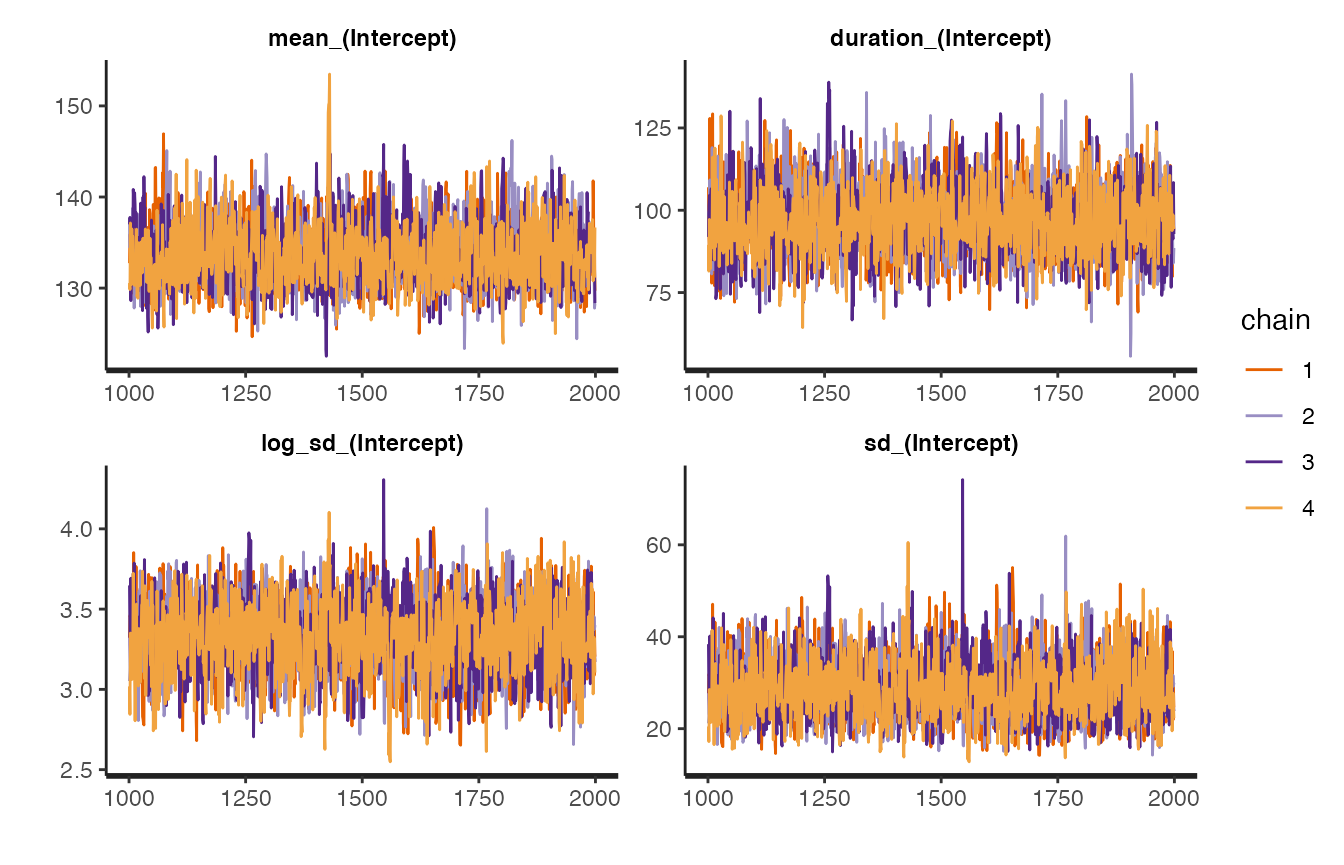 mean_(Intercept)
150
140
130
1000 1250 1500 1750 2000
duration_(Intercept)
125
100
75
1000 1250 1500 1750 2000
log_sd_(Intercept)
4.0
3.5
3.0
2.5
1000 1250 1500 1750 2000
sd_(Intercept)
60
40
20
1000 1250 1500 1750 2000
chain
1
2
3
4